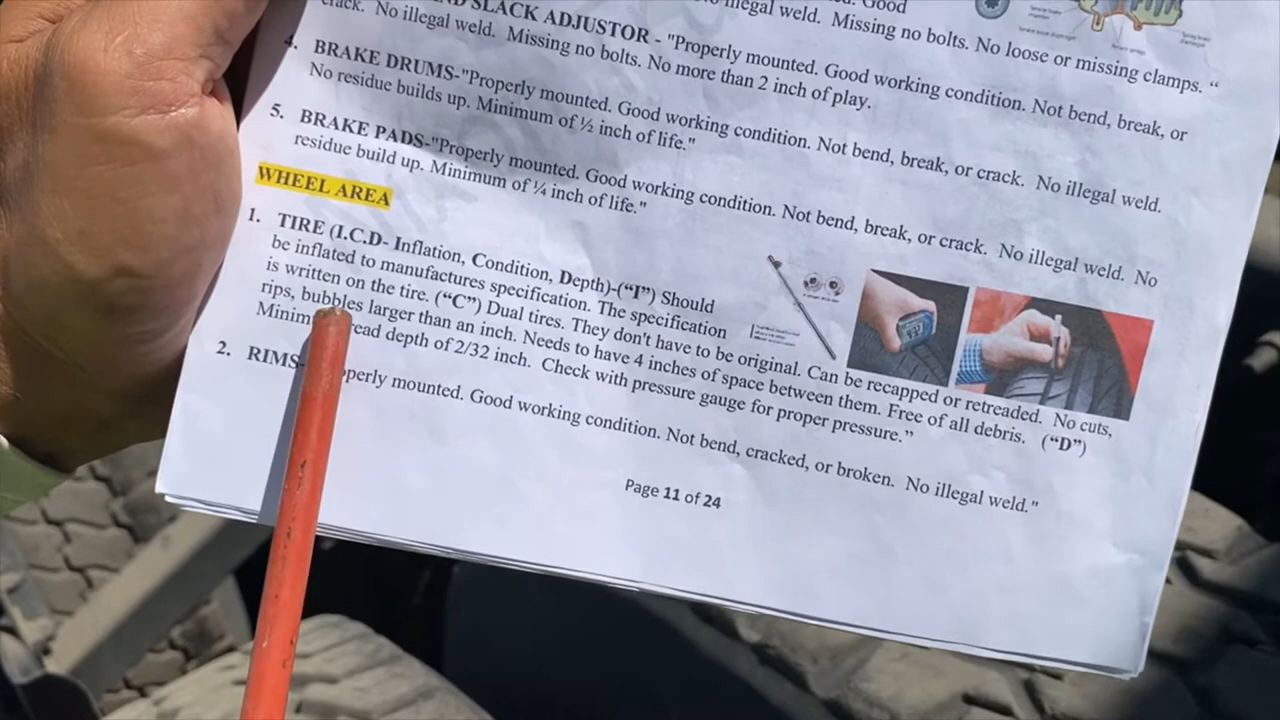 illegal weld. Missing no bolts. No loose or missing clamps. “
SLACK ADJUSTOR - "Properly mounted. Good working condition. Not bend, break, or
crack. No illegal weld. Missing no bolts. No more than 2 inch of play.
4. BRAKE DRUMS-"Properly mounted. Good working condition. Not bend, break, or crack. No illegal weld.
No residue builds up. Minimum of ½ inch of life."
5. BRAKE PADS-"Properly mounted. Good working condition. Not bend, break, or crack. No illegal weld. No
residue build up. Minimum of ¼ inch of life."
WHEEL AREA
1. TIRE (I.C.D- Inflation, Condition, Depth)-(“I”) Should
be inflated to manufactures specification. The specification
is written on the tire. (“C”) Dual tires. They don't have to be original. Can be recapped or retreaded. No cuts,
rips, bubbles larger than an inch. Needs to have 4 inches of space between them. Free of all debris. (“D”)
depth of 2/32 inch. Check with pressure gauge for proper pressure.”
2. RIMS- mounted. Good working condition. Not bend, cracked, or broken. No illegal weld."
Page 11 of 24